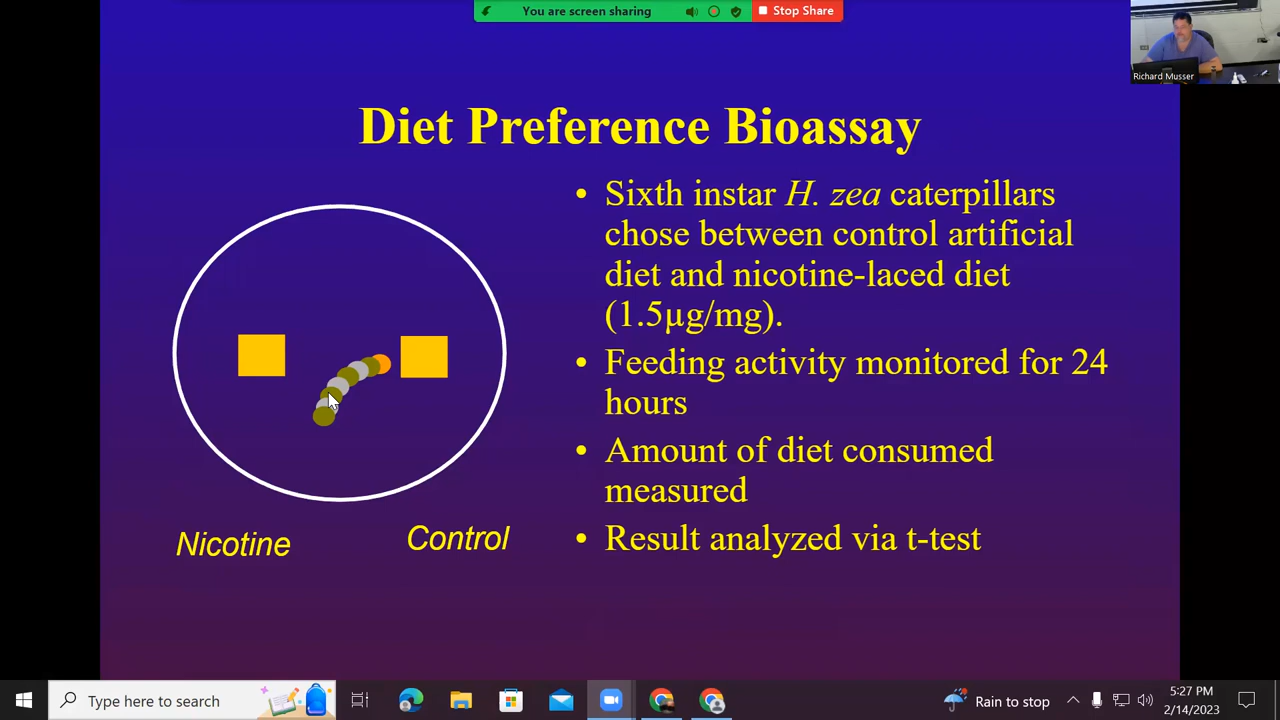 You are screen sharing
Stop Share
Richard Musser
Diet Preference Bioassay
• Sixth instar H. zea caterpillars
chose between control artificial
diet and nicotine-laced diet
(1.5µg/mg).
• Feeding activity monitored for 24
hours
• Amount of diet consumed
measured
• Result analyzed via t-test
Nicotine
Control
Type here to search
Rain to stop
5:27 PM
2/14/2023